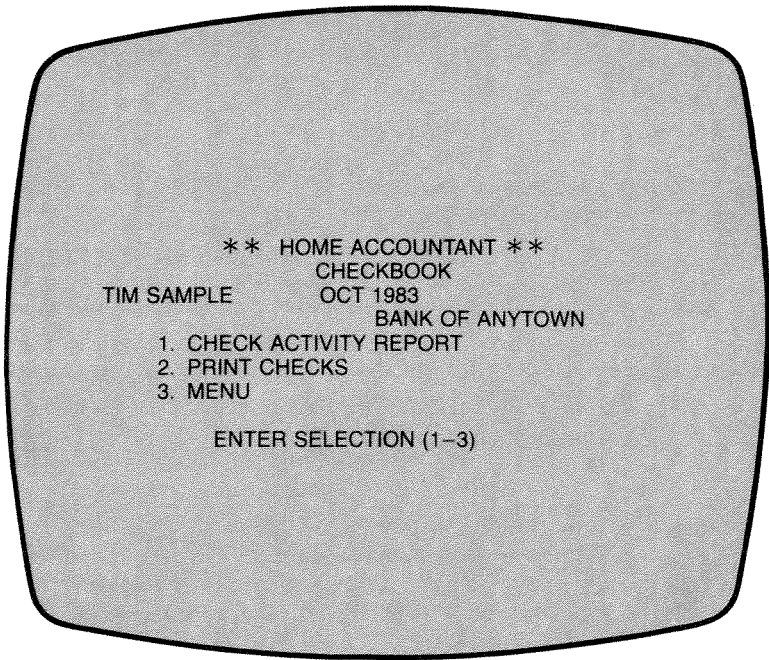 ** HOME ACCOUNTANT **
CHECKBOOK
TIM SAMPLE OCT 1983
BANK OF ANYTOWN
1. CHECK ACTIVITY REPORT
2. PRINT CHECKS
3. MENU
ENTER SELECTION (1–3)